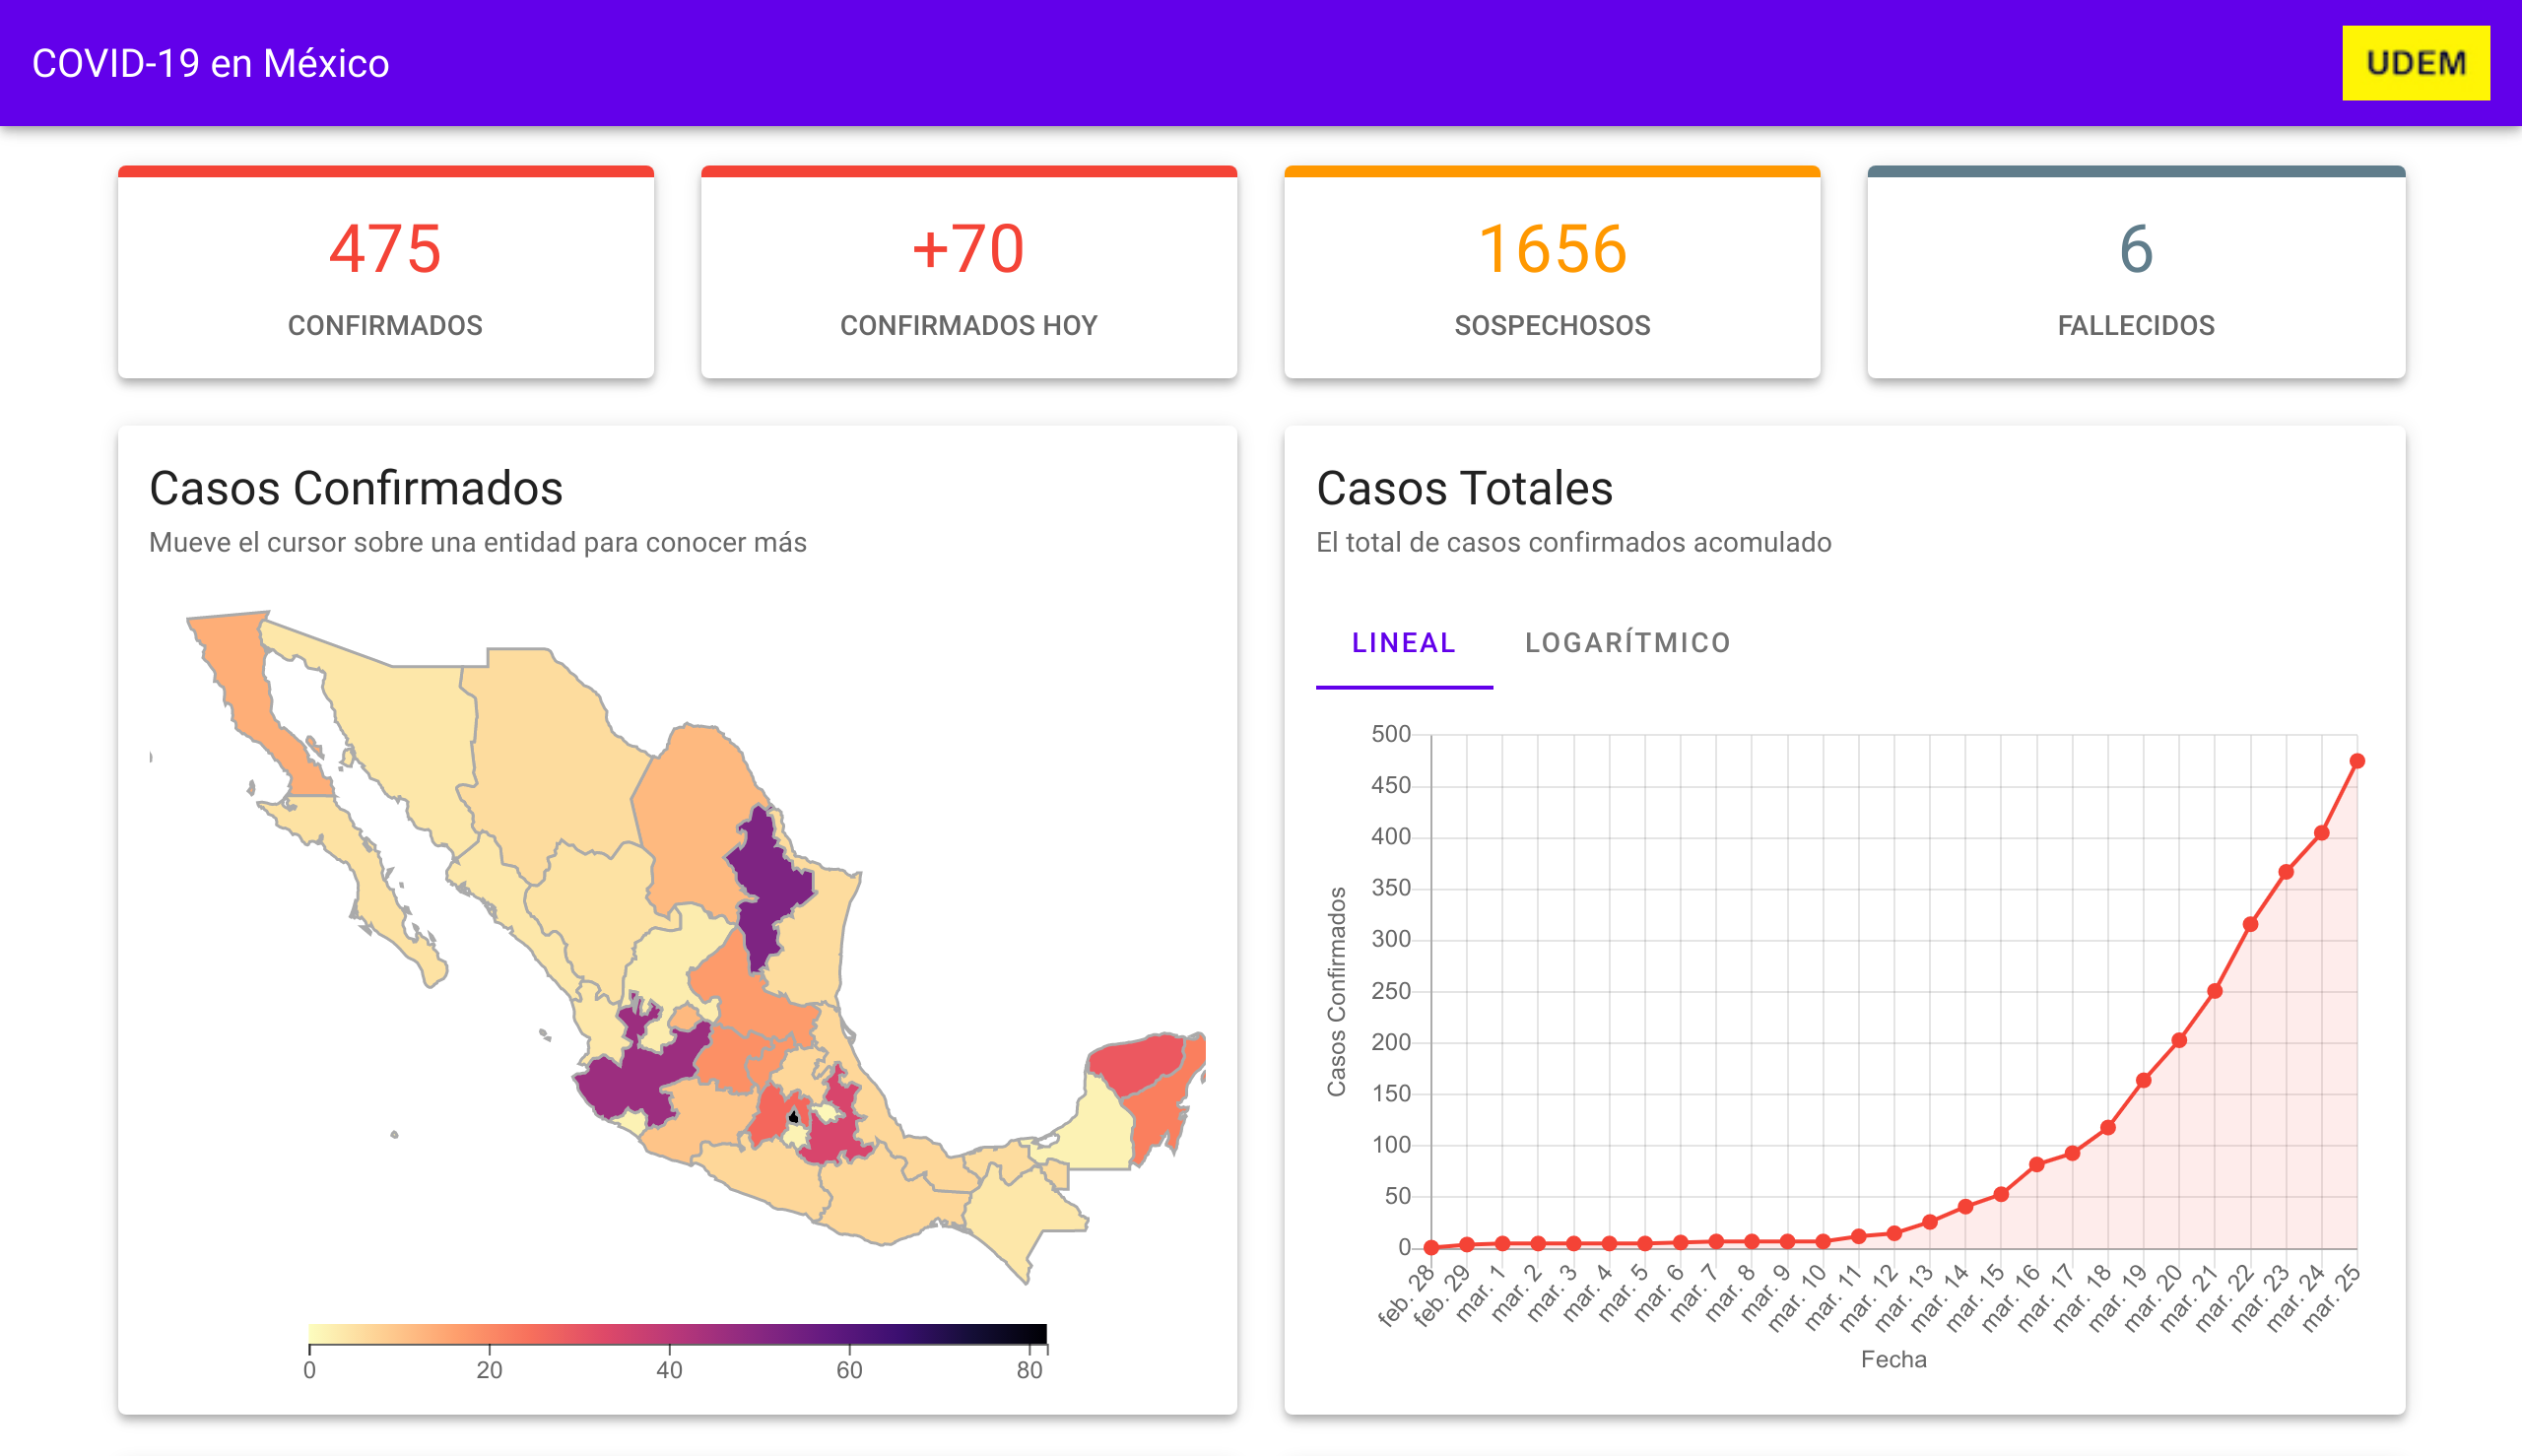 COVID-19 en México
UDEM
475
CONFIRMADOS
+70
CONFIRMADOS HOY
1656
SOSPECHOSOS
6
FALLECIDOS
Casos Confirmados
Mueve el cursor sobre una entidad para conocer más
0 20 40 60 80
Casos Totales
El total de casos confirmados acumulado
LINEAL LOGARÍTMICO
Casos Confirmados
500
450
400
350
300
250
200
150
100
50
0
feb. 28
feb. 29
mar. 1
mar. 2
mar. 3
mar. 4
mar. 5
mar. 6
mar. 7
mar. 8
mar. 9
mar. 10
mar. 11
mar. 12
mar. 13
mar. 14
mar. 15
mar. 16
mar. 17
mar. 18
mar. 19
mar. 20
mar. 21
mar. 22
mar. 23
mar. 24
mar. 25
Fecha